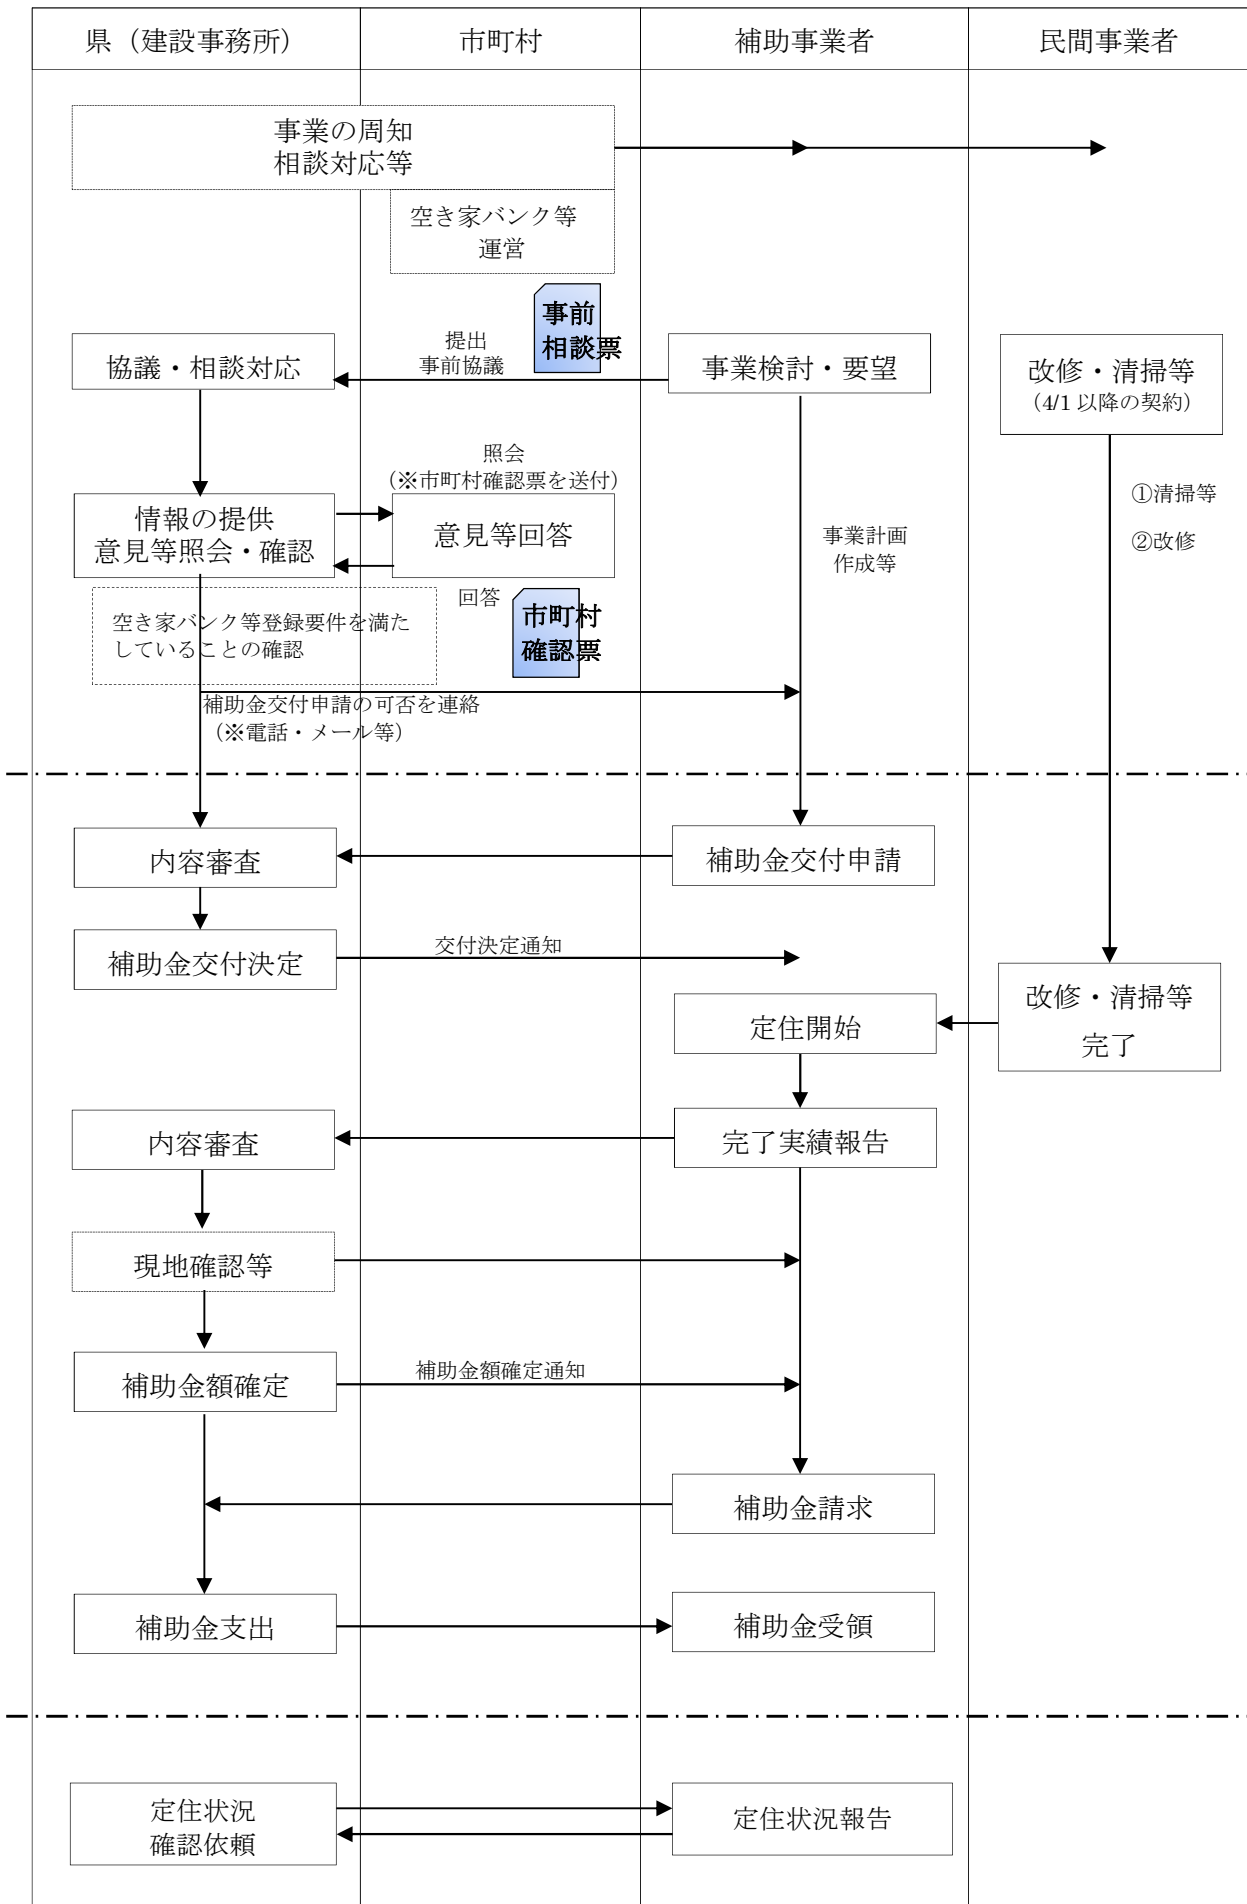 県（建設事務所）
市町村
補助事業者
民間事業者
事業の周知
相談対応等
空き家バンク等
運営
事前
相談票
提出
事前協議
協議・相談対応
事業検討・要望
改修・清掃等
（4/1 以降の契約）
照会
（※市町村確認票を送付）
①清掃等
②改修
情報の提供
意見等照会・確認
意見等回答
事業計画
作成等
回答
市町村
確認票
空き家バンク等登録要件を満た
していることの確認
補助金交付申請の可否を連絡
（※電話・メール等）
内容審査
補助金交付申請
補助金交付決定
交付決定通知
改修・清掃等
完了
定住開始
内容審査
完了実績報告
現地確認等
補助金額確定
補助金額確定通知
補助金請求
補助金支出
補助金受領
定住状況
確認依頼
定住状況報告